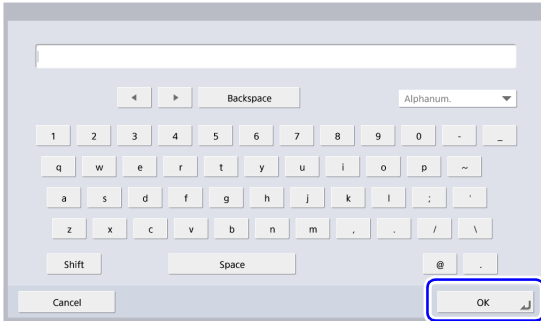 Backspace Alphanum.
1 2 3 4 5 6 7 8 9 0 - _
q w e r t y u i o p ~
a s d f g h j k l ; '
z x c v b n m , . / \
Shift Space @ .
Cancel OK